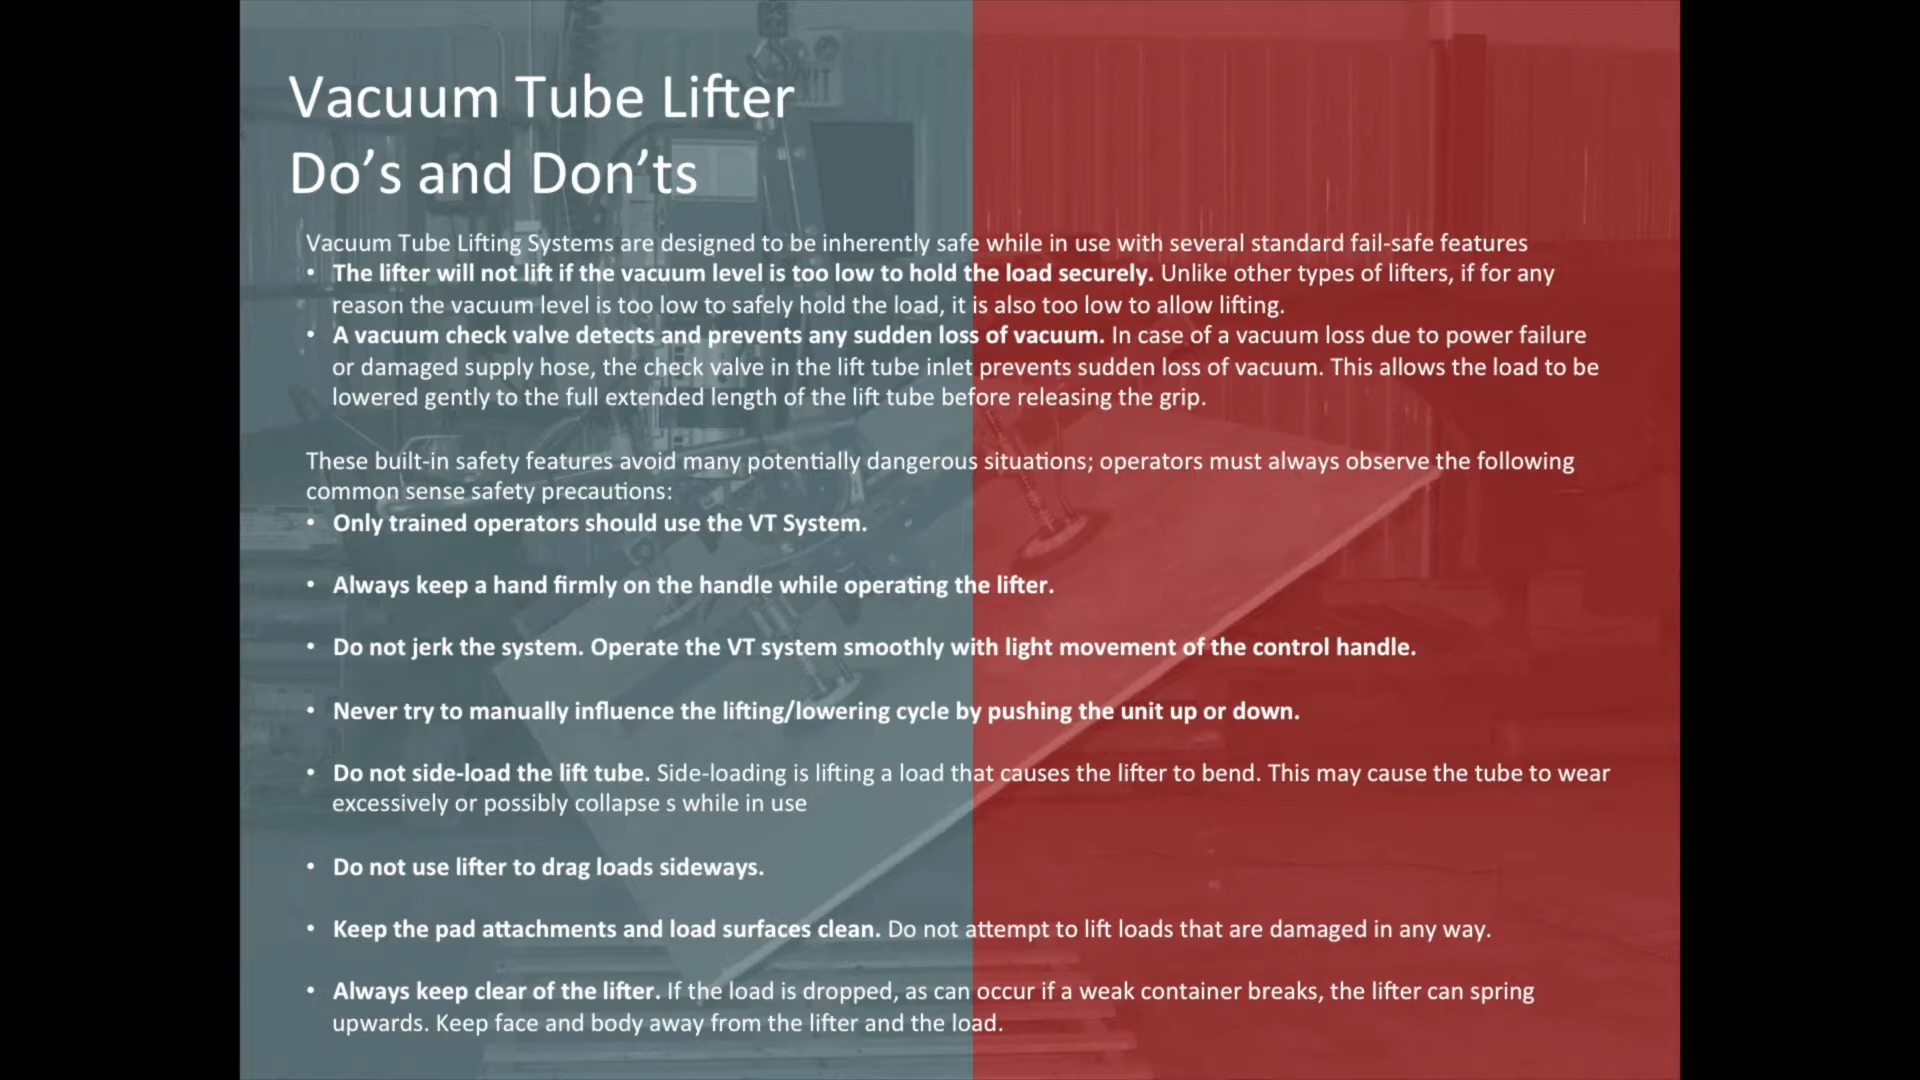 Vacuum Tube Lifter
Do’s and Don’ts
Vacuum Tube Lifting Systems are designed to be inherently safe while in use with several standard fail-safe features
• The lifter will not lift if the vacuum level is too low to hold the load securely. Unlike other types of lifters, if for any
reason the vacuum level is too low to safely hold the load, it is also too low to allow lifting.
• A vacuum check valve detects and prevents any sudden loss of vacuum. In case of a vacuum loss due to power failure
or damaged supply hose, the check valve in the lift tube inlet prevents sudden loss of vacuum. This allows the load to be
lowered gently to the full extended length of the lift tube before releasing the grip.
These built-in safety features avoid many potentially dangerous situations; operators must always observe the following
common sense safety precautions:
• Only trained operators should use the VT System.
• Always keep a hand firmly on the handle while operating the lifter.
• Do not jerk the system. Operate the VT system smoothly with light movement of the control handle.
• Never try to manually influence the lifting/lowering cycle by pushing the unit up or down.
• Do not side-load the lift tube. Side-loading is lifting a load that causes the lifter to bend. This may cause the tube to wear
excessively or possibly collapse s while in use
• Do not use lifter to drag loads sideways.
• Keep the pad attachments and load surfaces clean. Do not attempt to lift loads that are damaged in any way.
• Always keep clear of the lifter. If the load is dropped, as can occur if a weak container breaks, the lifter can spring
upwards. Keep face and body away from the lifter and the load.